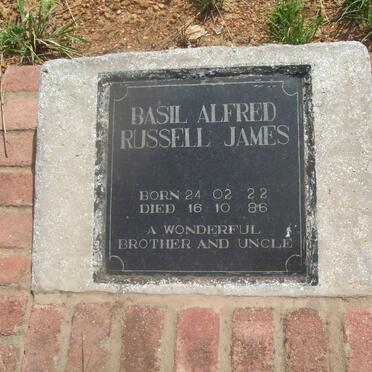 BASIL ALFRED
RUSSELL JAMES
BORN 24 02 22
DIED 16 10 86
A WONDERFUL
BROTHER AND UNCLE